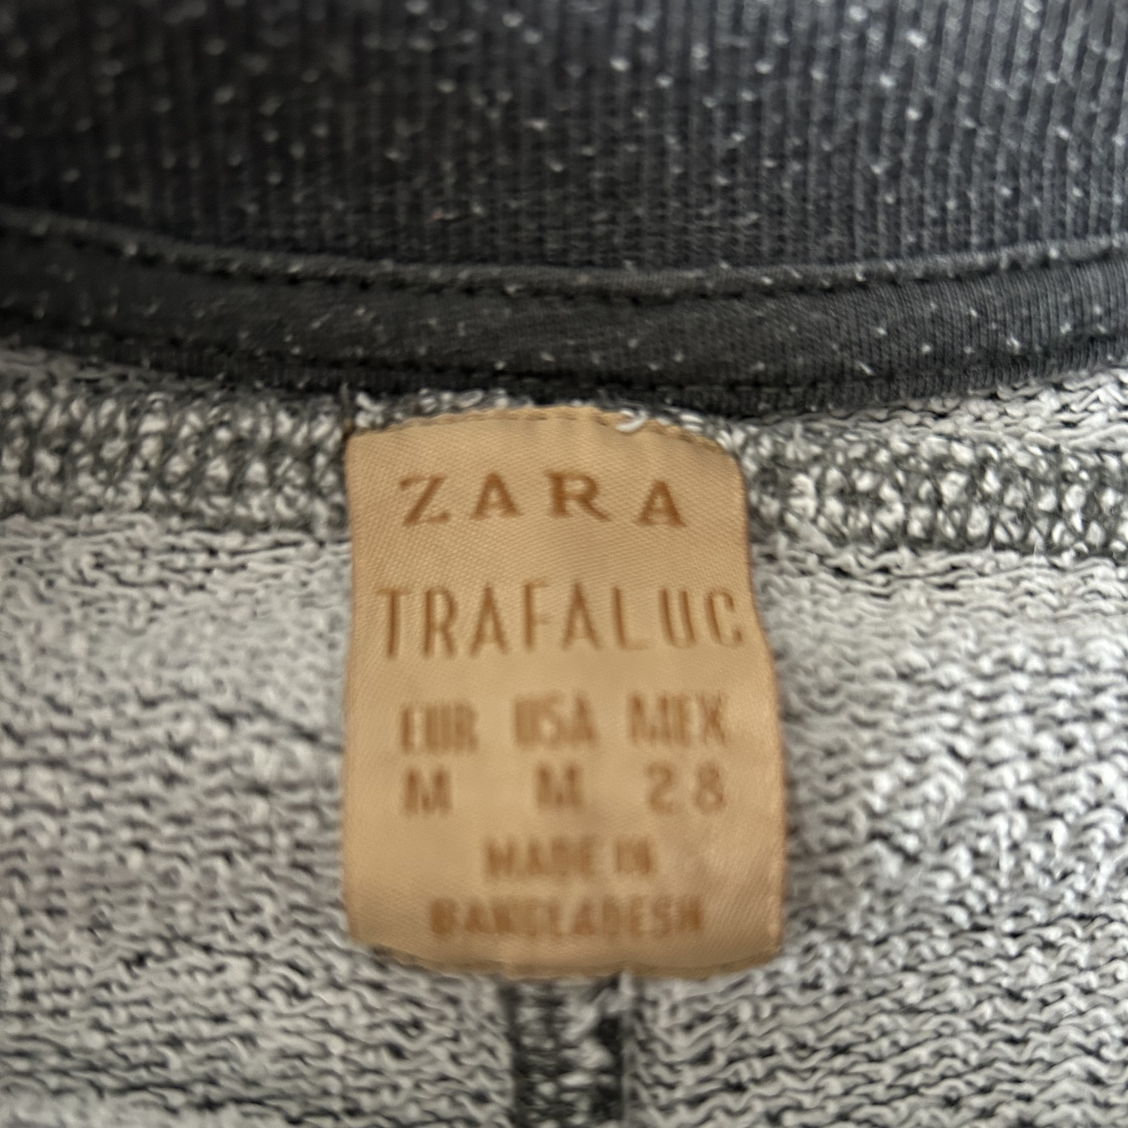 ZARA
TRAFALUC
EUR USA MEX
M M 28
MADE IN
BANGLADESH